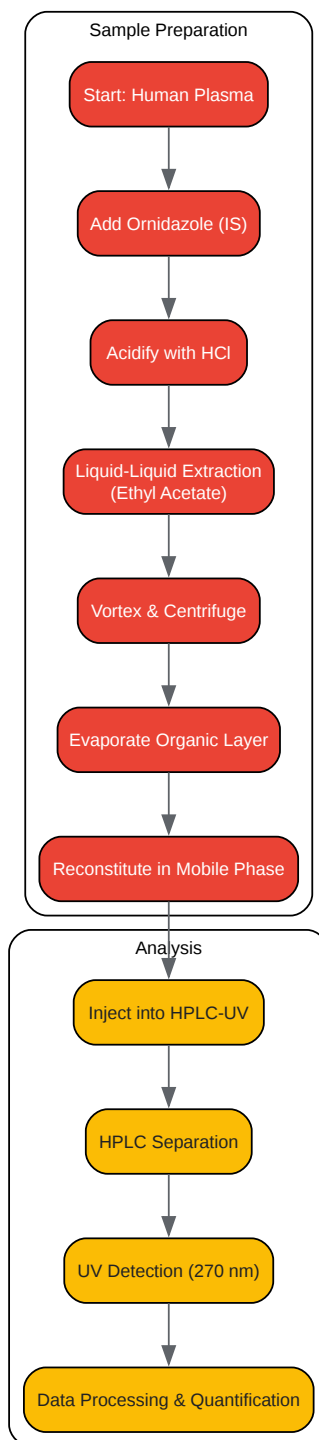 Sample Preparation
Start: Human Plasma
Add Ornidazole (IS)
Acidify with HCl
Liquid-Liquid Extraction
(Ethyl Acetate)
Vortex & Centrifuge
Evaporate Organic Layer
Reconstitute in Mobile Phase
Analysis
Inject into HPLC-UV
HPLC Separation
UV Detection (270 nm)
Data Processing & Quantification